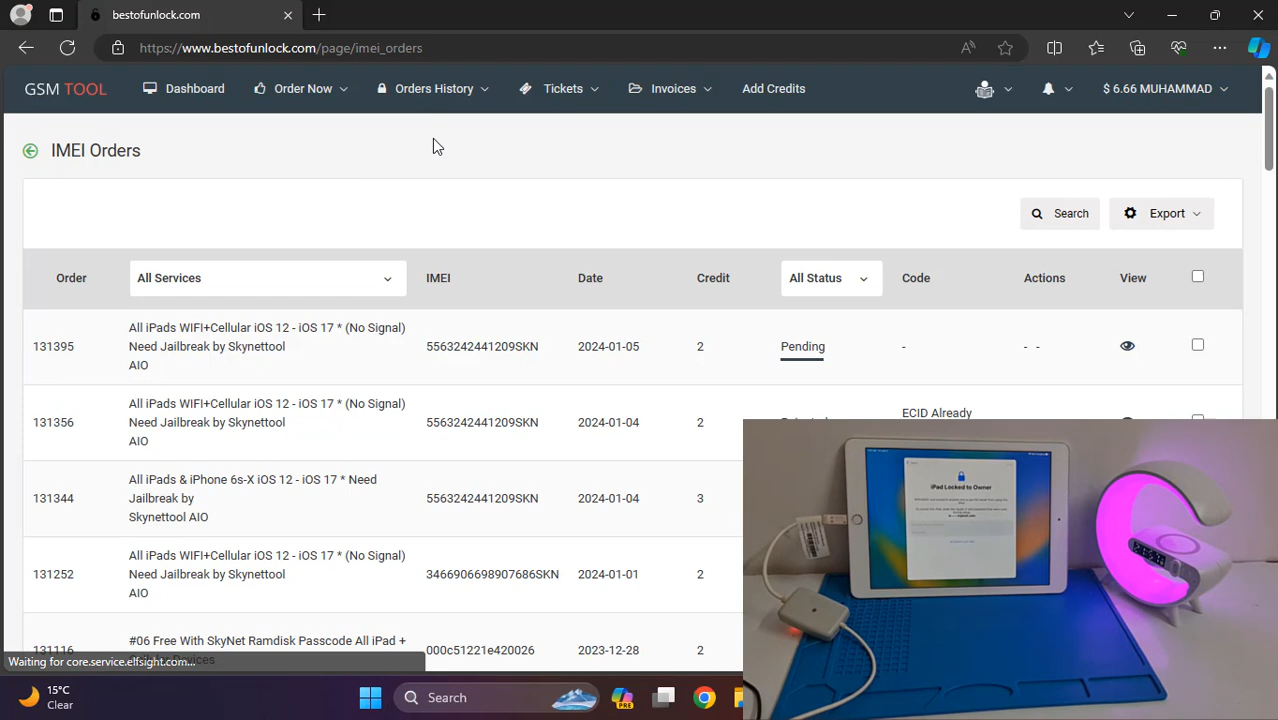 bestofunlock.com
https://www.bestofunlock.com/page/imei_orders
GSM TOOL Dashboard Order Now Orders History Tickets Invoices Add Credits $ 6.66 MUHAMMAD
IMEI Orders
Search Export
Order All Services IMEI Date Credit All Status Code Actions View
All iPads WIFI+Cellular iOS 12 - iOS 17 * (No Signal)
131395 Need Jailbreak by Skynettool 5563242441209SKN 2024-01-05 2 Pending - - -
AIO
All iPads WIFI+Cellular iOS 12 - iOS 17 * (No Signal) ECID Already
131356 Need Jailbreak by Skynettool 5563242441209SKN 2024-01-04 2
AIO
All iPads & iPhone 6s-X iOS 12 - iOS 17 * Need
131344 Jailbreak by 5563242441209SKN 2024-01-04 3
Skynettool AIO
All iPads WIFI+Cellular iOS 12 - iOS 17 * (No Signal)
131252 Need Jailbreak by Skynettool 3466906698907686SKN 2024-01-01 2
AIO
#06 Free With SkyNet Ramdisk Passcode All iPad +
131116 000c51221e420026 2023-12-28 2
Devices
Waiting for core.service.elfsight.com...
iPad Locked to Owner
15°C
Clear
Search
PRE